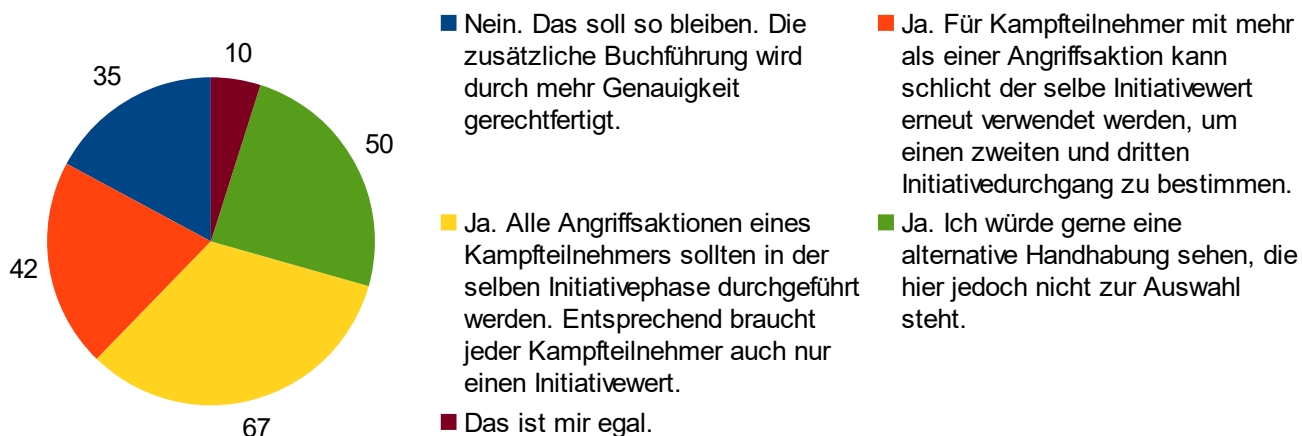 10
35
50
42
67
Nein. Das soll so bleiben. Die
zusätzliche Buchführung wird
durch mehr Genauigkeit
gerechtfertigt.
Ja. Für Kampfteilnehmer mit mehr
als einer Angriffsaktion kann
schlicht der selbe Initiativewert
erneut verwendet werden, um
einen zweiten und dritten
Initiativedurchgang zu bestimmen.
Ja. Alle Angriffsaktionen eines
Kampfteilnehmers sollten in der
selben Initiativephase durchgeführt
werden. Entsprechend braucht
jeder Kampfteilnehmer auch nur
einen Initiativewert.
Ja. Ich würde gerne eine
alternative Handhabung sehen, die
hier jedoch nicht zur Auswahl
steht.
Das ist mir egal.